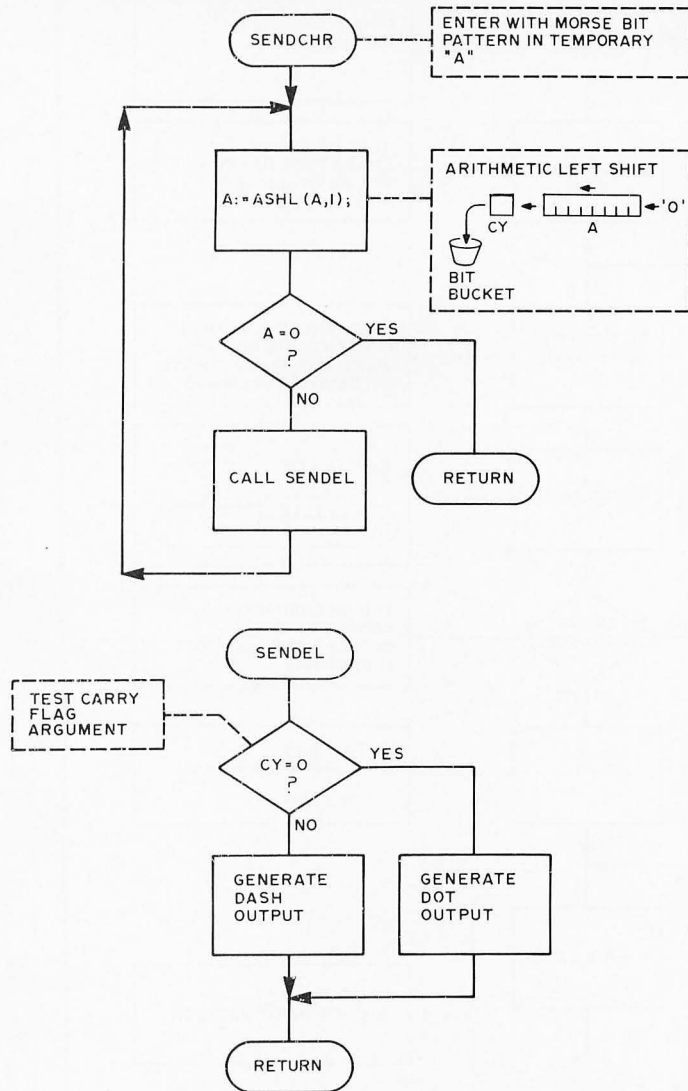 SENDCHR
ENTER WITH MORSE BIT
PATTERN IN TEMPORARY
"A"
A:=ASHL (A,1);
ARITHMETIC LEFT SHIFT
CY
A
'0'
BIT
BUCKET
A=0
?
YES
NO
CALL SENDEL
RETURN
SENDEL
TEST CARRY
FLAG
ARGUMENT
CY=0
?
YES
NO
GENERATE
DASH
OUTPUT
GENERATE
DOT
OUTPUT
RETURN